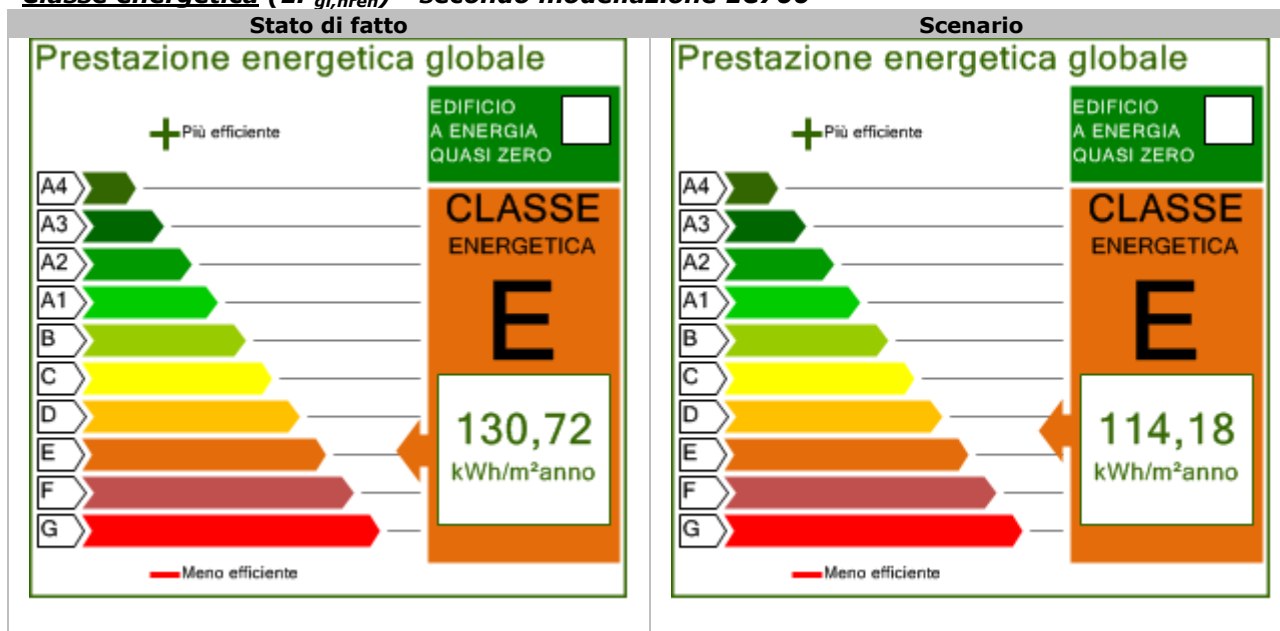 Stato di fatto
Scenario
Prestazione energetica globale
Più efficiente
EDIFICIO
A ENERGIA
QUASI ZERO
A4
A3
A2
A1
B
C
D
E
F
G
CLASSE
ENERGETICA
E
130,72
kWh/m²anno
Meno efficiente
Prestazione energetica globale
Più efficiente
EDIFICIO
A ENERGIA
QUASI ZERO
A4
A3
A2
A1
B
C
D
E
F
G
CLASSE
ENERGETICA
E
114,18
kWh/m²anno
Meno efficiente